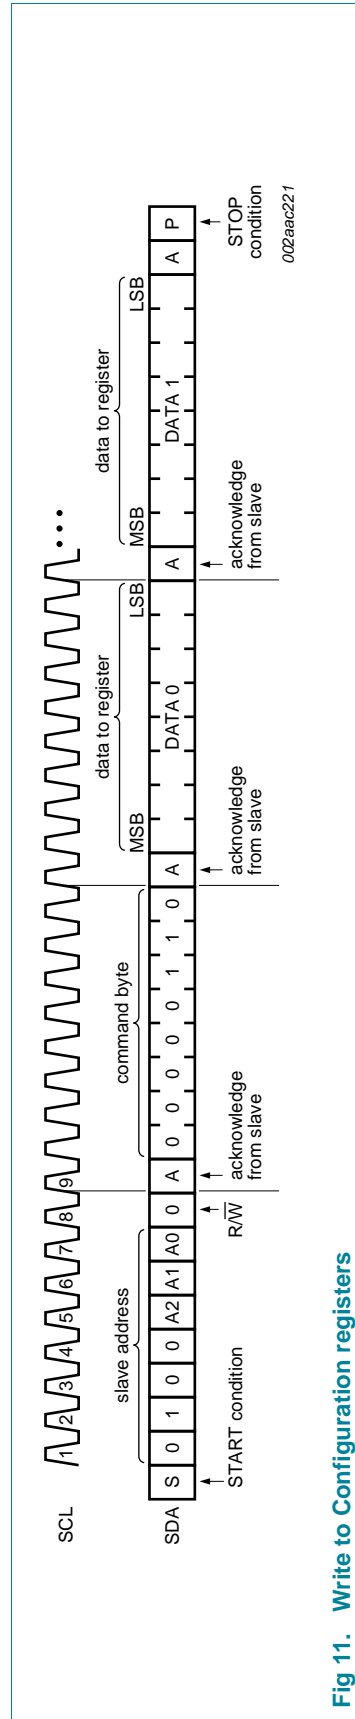 SCL
1 2 3 4 5 6 7 8 9
slave address
command byte
data to register
data to register
MSB
LSB
MSB
LSB
SDA
S 0 1 0 0 A2 A1 A0 0 A 0 0 0 0 0 1 1 0 A DATA 0 A DATA 1 A P
START condition
R/W
acknowledge
from slave
acknowledge
from slave
acknowledge
from slave
STOP
condition
002aac221
Fig 11. Write to Configuration registers